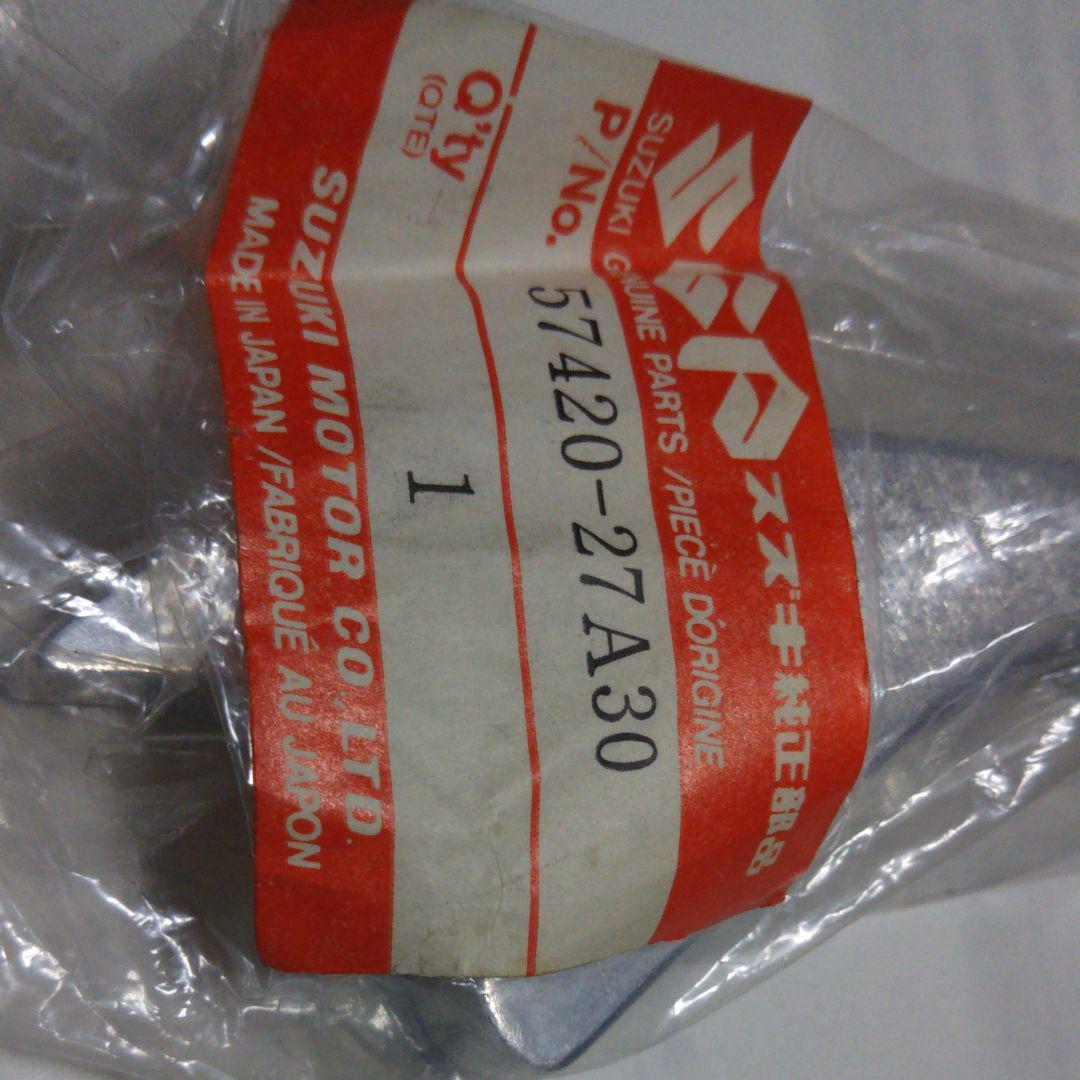 スズキ純正部品
SUZUKI GENUINE PARTS /PIECÈ D'ORIGINE
P/No. 57420-27A30
Q'ty
(QTE) 1
SUZUKI MOTOR CO.,LTD.
MADE IN JAPAN /FABRIQUÉ AU JAPON